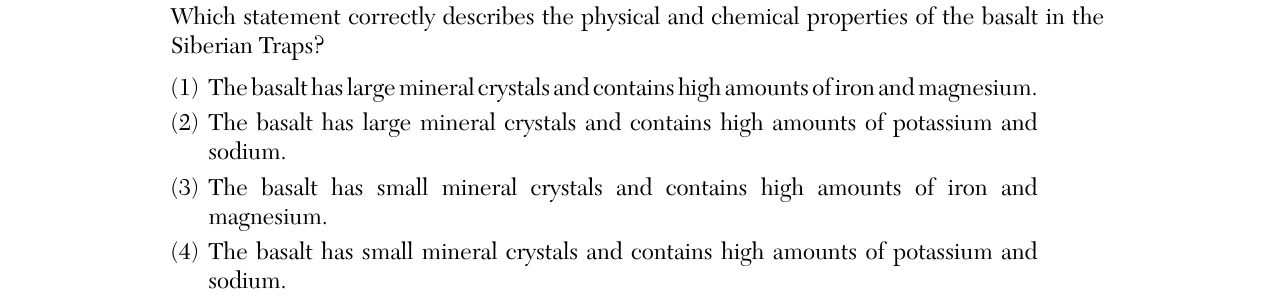 Which statement correctly describes the physical and chemical properties of the basalt in the
Siberian Traps?
(1) The basalt has large mineral crystals and contains high amounts of iron and magnesium.
(2) The basalt has large mineral crystals and contains high amounts of potassium and
sodium.
(3) The basalt has small mineral crystals and contains high amounts of iron and
magnesium.
(4) The basalt has small mineral crystals and contains high amounts of potassium and
sodium.